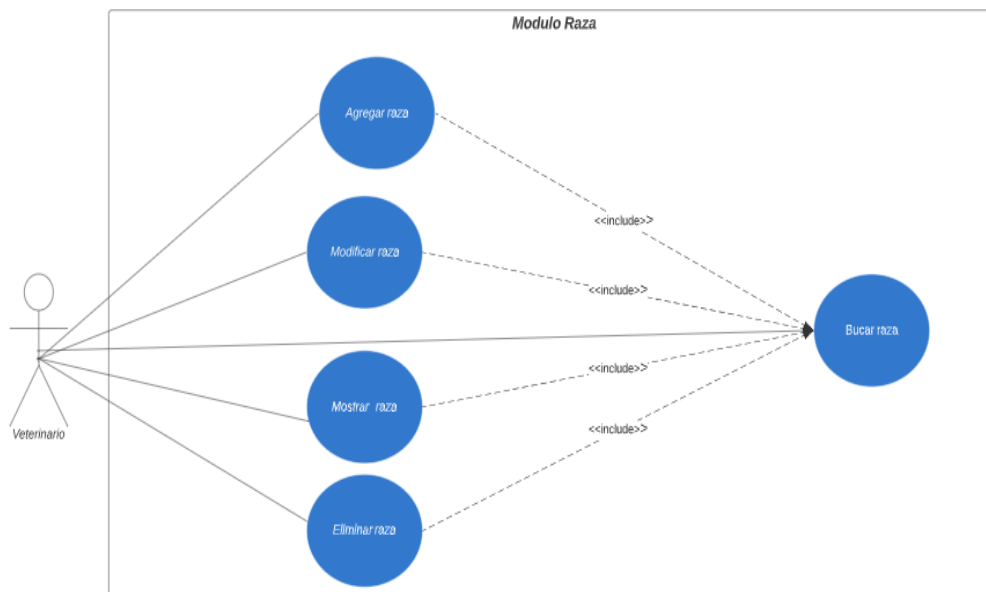 Modulo Raza
Agregar raza
<<include>>
Modificar raza
<<include>>
Bucar raza
<<include>>
Mostrar raza
<<include>>
Veterinario
Eliminar raza